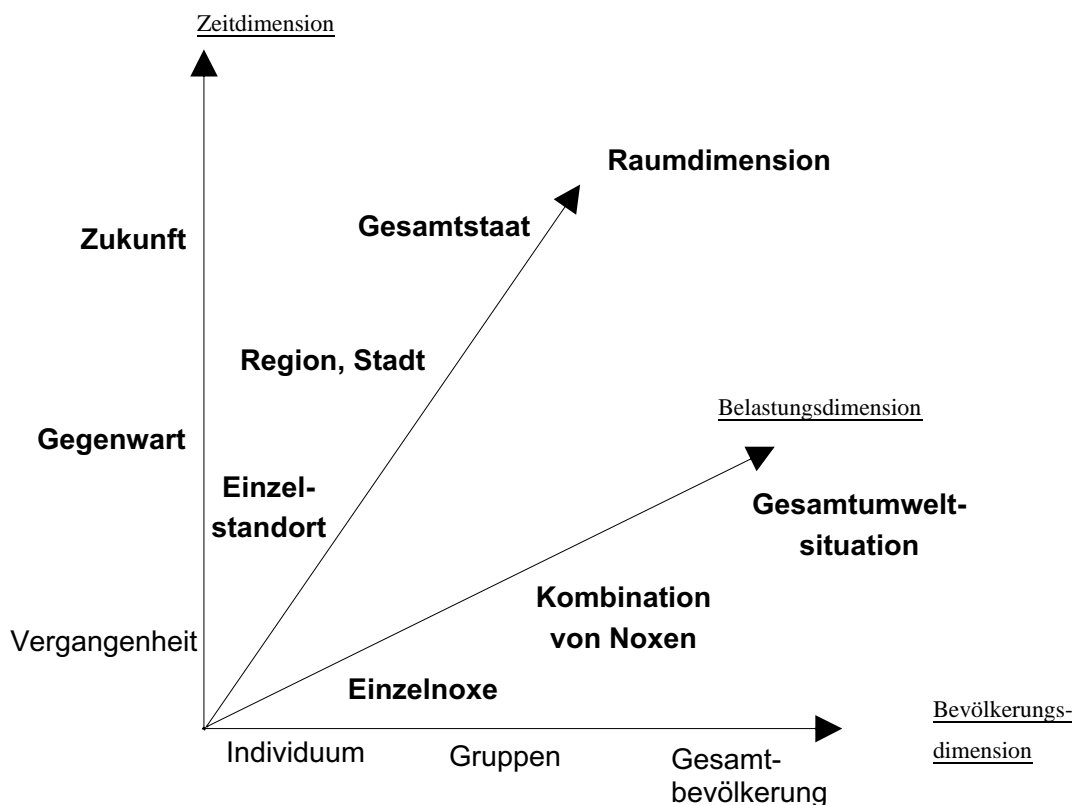 Zeitdimension
Raumdimension
Gesamtstaat
Zukunft
Region, Stadt
Belastungsdimension
Gegenwart
Einzel-
standort
Gesamtumwelt-
situation
Kombination
von Noxen
Vergangenheit
Einzelnoxe
Bevölkerungs-
dimension
Individuum
Gruppen
Gesamt-
bevölkerung